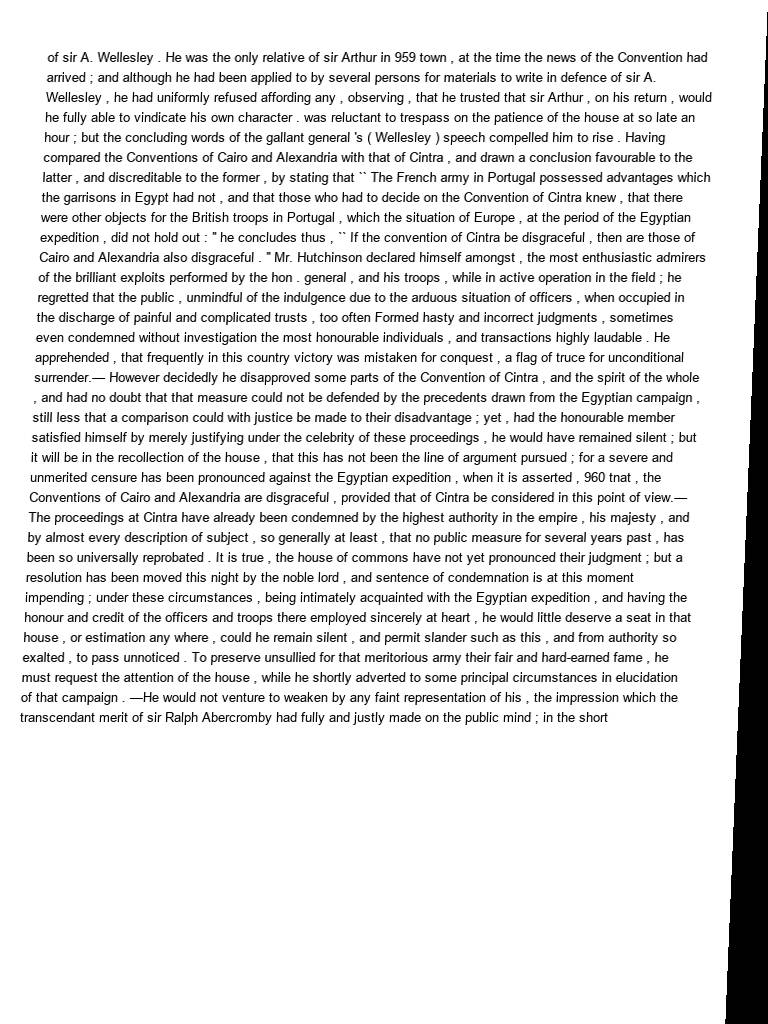 of sir A. Wellesley . He was the only relative of sir Arthur in 959 town , at the time the news of the Convention had
arrived ; and although he had been applied to by several persons for materials to write in defence of sir A.
Wellesley , he had uniformly refused affording any , observing , that he trusted that sir Arthur , on his return , would
he fully able to vindicate his own character . was reluctant to trespass on the patience of the house at so late an
hour ; but the concluding words of the gallant general 's ( Wellesley ) speech compelled him to rise . Having
compared the Conventions of Cairo and Alexandria with that of Cintra , and drawn a conclusion favourable to the
latter , and discreditable to the former , by stating that `` The French army in Portugal possessed advantages which
the garrisons in Egypt had not , and that those who had to decide on the Convention of Cintra knew , that there
were other objects for the British troops in Portugal , which the situation of Europe , at the period of the Egyptian
expedition , did not hold out : " he concludes thus , `` If the convention of Cintra be disgraceful , then are those of
Cairo and Alexandria also disgraceful . " Mr. Hutchinson declared himself amongst , the most enthusiastic admirers
of the brilliant exploits performed by the hon . general , and his troops , while in active operation in the field ; he
regretted that the public , unmindful of the indulgence due to the arduous situation of officers , when occupied in
the discharge of painful and complicated trusts , too often Formed hasty and incorrect judgments , sometimes
even condemned without investigation the most honourable individuals , and transactions highly laudable . He
apprehended , that frequently in this country victory was mistaken for conquest , a flag of truce for unconditional
surrender.— However decidedly he disapproved some parts of the Convention of Cintra , and the spirit of the whole
, and had no doubt that that measure could not be defended by the precedents drawn from the Egyptian campaign ,
still less that a comparison could with justice be made to their disadvantage ; yet , had the honourable member
satisfied himself by merely justifying under the celebrity of these proceedings , he would have remained silent ; but
it will be in the recollection of the house , that this has not been the line of argument pursued ; for a severe and
unmerited censure has been pronounced against the Egyptian expedition , when it is asserted , 960 tnat , the
Conventions of Cairo and Alexandria are disgraceful , provided that of Cintra be considered in this point of view.—
The proceedings at Cintra have already been condemned by the highest authority in the empire , his majesty , and
by almost every description of subject , so generally at least , that no public measure for several years past , has
been so universally reprobated . It is true , the house of commons have not yet pronounced their judgment ; but a
resolution has been moved this night by the noble lord , and sentence of condemnation is at this moment
impending ; under these circumstances , being intimately acquainted with the Egyptian expedition , and having the
honour and credit of the officers and troops there employed sincerely at heart , he would little deserve a seat in that
house , or estimation any where , could he remain silent , and permit slander such as this , and from authority so
exalted , to pass unnoticed . To preserve unsullied for that meritorious army their fair and hard-earned fame , he
must request the attention of the house , while he shortly adverted to some principal circumstances in elucidation
of that campaign . —He would not venture to weaken by any faint representation of his , the impression which the
transcendant merit of sir Ralph Abercromby had fully and justly made on the public mind ; in the short